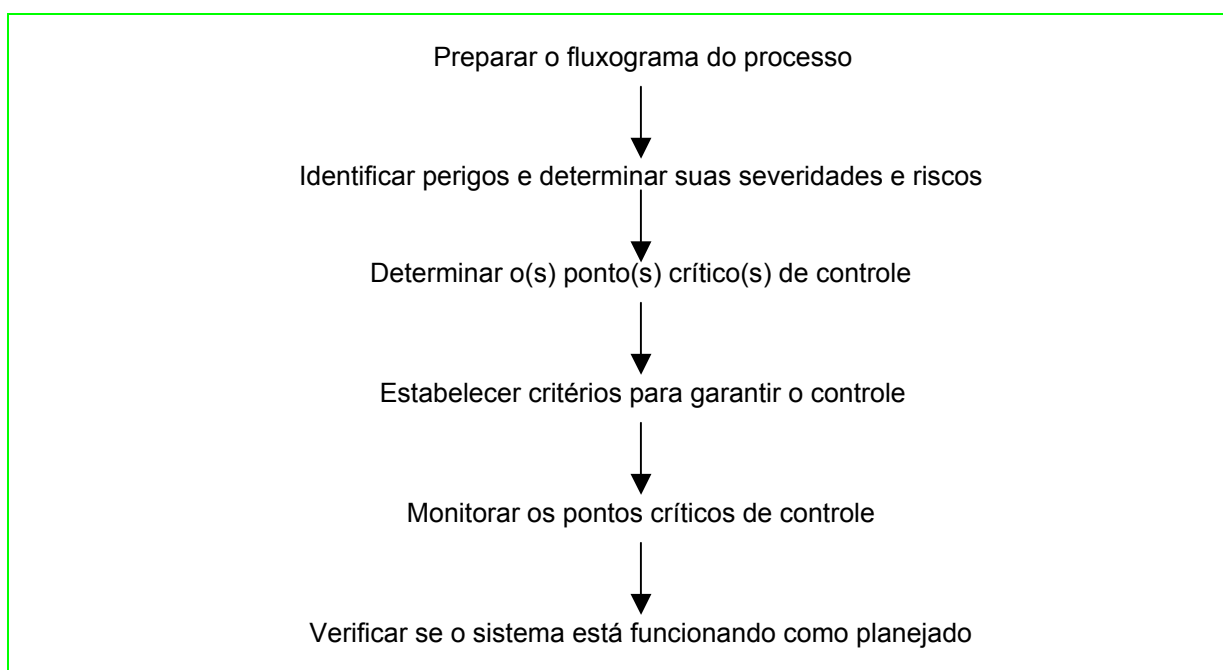 Preparar o fluxograma do processo
Identificar perigos e determinar suas severidades e riscos
Determinar o(s) ponto(s) crítico(s) de controle
Estabelecer critérios para garantir o controle
Monitorar os pontos críticos de controle
Verificar se o sistema está funcionando como planejado